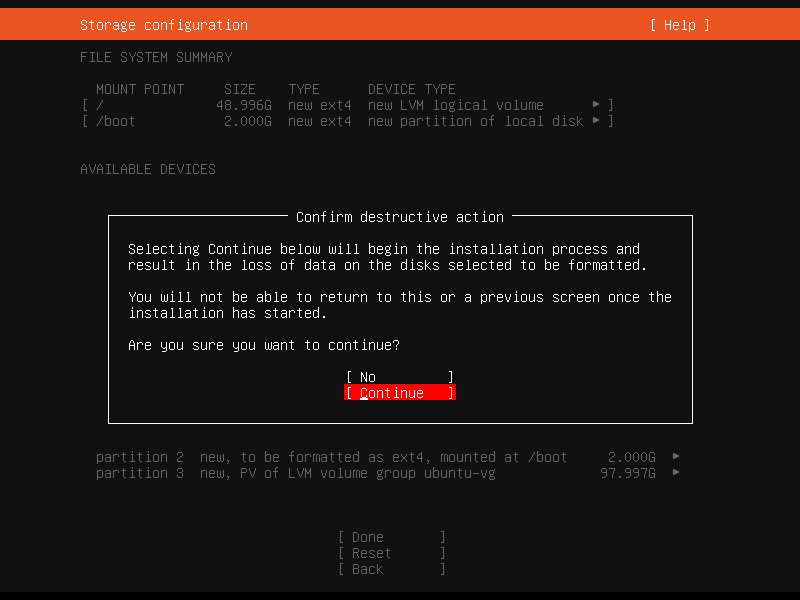 Storage configuration [ Help ]
FILE SYSTEM SUMMARY
MOUNT POINT SIZE TYPE DEVICE TYPE
[ / 48.996G new ext4 new LVM logical volume ▸ ]
[ /boot 2.000G new ext4 new partition of local disk ▸ ]
AVAILABLE DEVICES
Confirm destructive action
Selecting Continue below will begin the installation process and
result in the loss of data on the disks selected to be formatted.
You will not be able to return to this or a previous screen once the
installation has started.
Are you sure you want to continue?
[ No ]
[ Continue ]
partition 2 new, to be formatted as ext4, mounted at /boot 2.000G ▸
partition 3 new, PV of LVM volume group ubuntu-vg 97.997G ▸
[ Done ]
[ Reset ]
[ Back ]